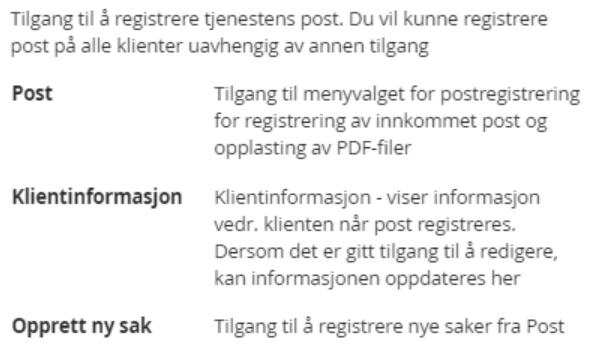 Tilgang til å registrere tjenestens post. Du vil kunne registrere
post på alle klienter uavhengig av annen tilgang
Post Tilgang til menyvalget for postregistrering
for registrering av innkommet post og
opplasting av PDF-filer
Klientinformasjon Klientinformasjon - viser informasjon
vedr. klienten når post registreres.
Dersom det er gitt tilgang til å redigere,
kan informasjonen oppdateres her
Opprett ny sak Tilgang til å registrere nye saker fra Post